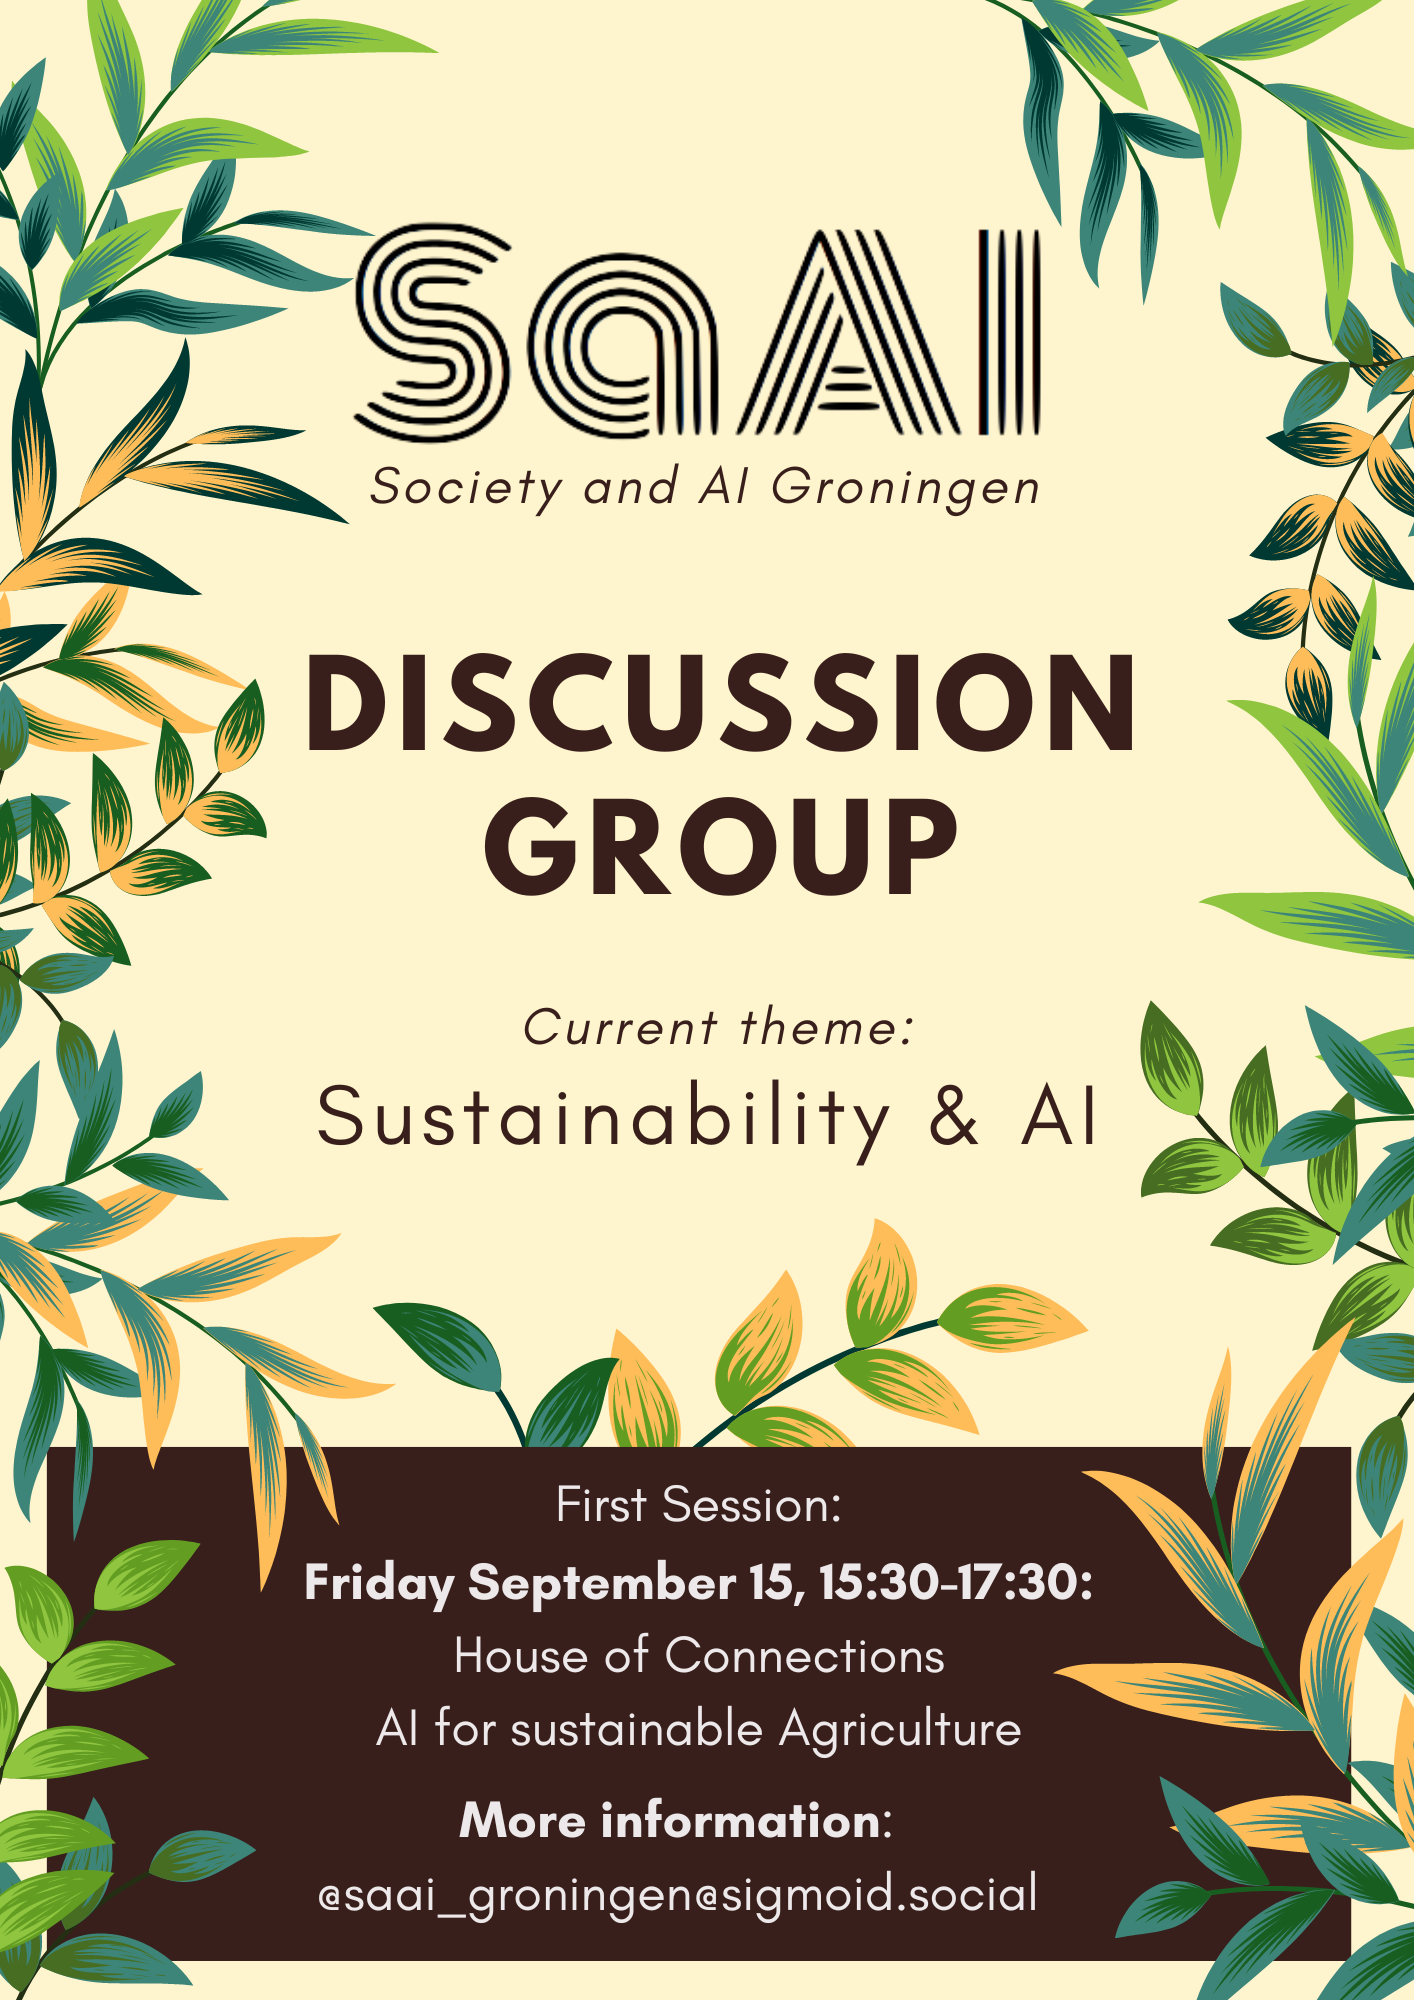 SaAI
Society and AI Groningen
DISCUSSION
GROUP
Current theme:
Sustainability & AI
First Session:
Friday September 15, 15:30-17:30:
House of Connections
AI for sustainable Agriculture
More information:
@saai_groningen@sigmoid.social